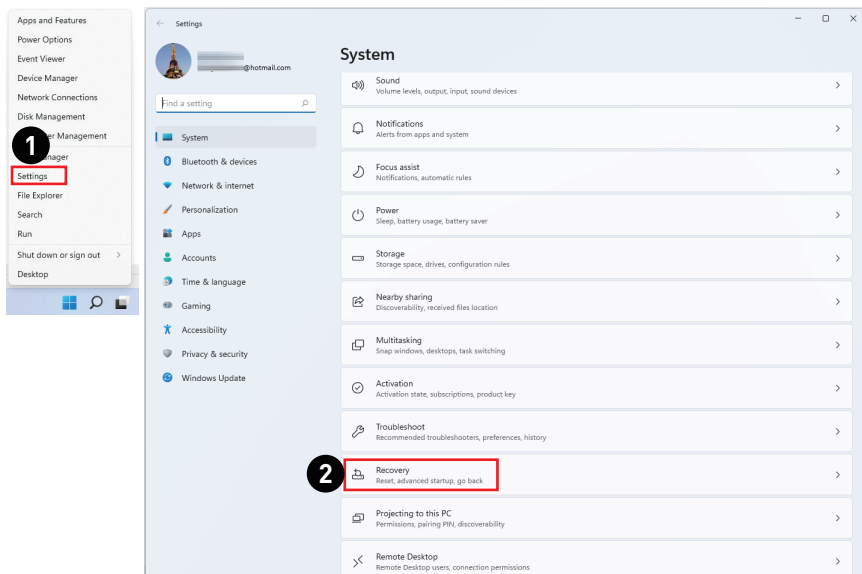 Apps and Features
Power Options
Event Viewer
Device Manager
Network Connections
Disk Management
Management
1
Settings
File Explorer
Search
Run
Shut down or sign out
Desktop
Settings
@hotmail.com
Find a setting
System
Bluetooth & devices
Network & internet
Personalization
Apps
Accounts
Time & language
Gaming
Accessibility
Privacy & security
Windows Update
System
Sound
Volume levels, output, input, sound devices
Notifications
Alerts from apps and system
Focus assist
Notifications, automatic rules
Power
Sleep, battery usage, battery saver
Storage
Storage space, drives, configuration rules
Nearby sharing
Discoverability, received files location
Multitasking
Snap windows, desktops, task switching
Activation
Activation state, subscriptions, product key
Troubleshoot
Recommended troubleshooters, preferences, history
2
Recovery
Reset, advanced startup, go back
Projecting to this PC
Permissions, pairing PIN, discoverability
Remote Desktop
Remote Desktop users, connection permissions